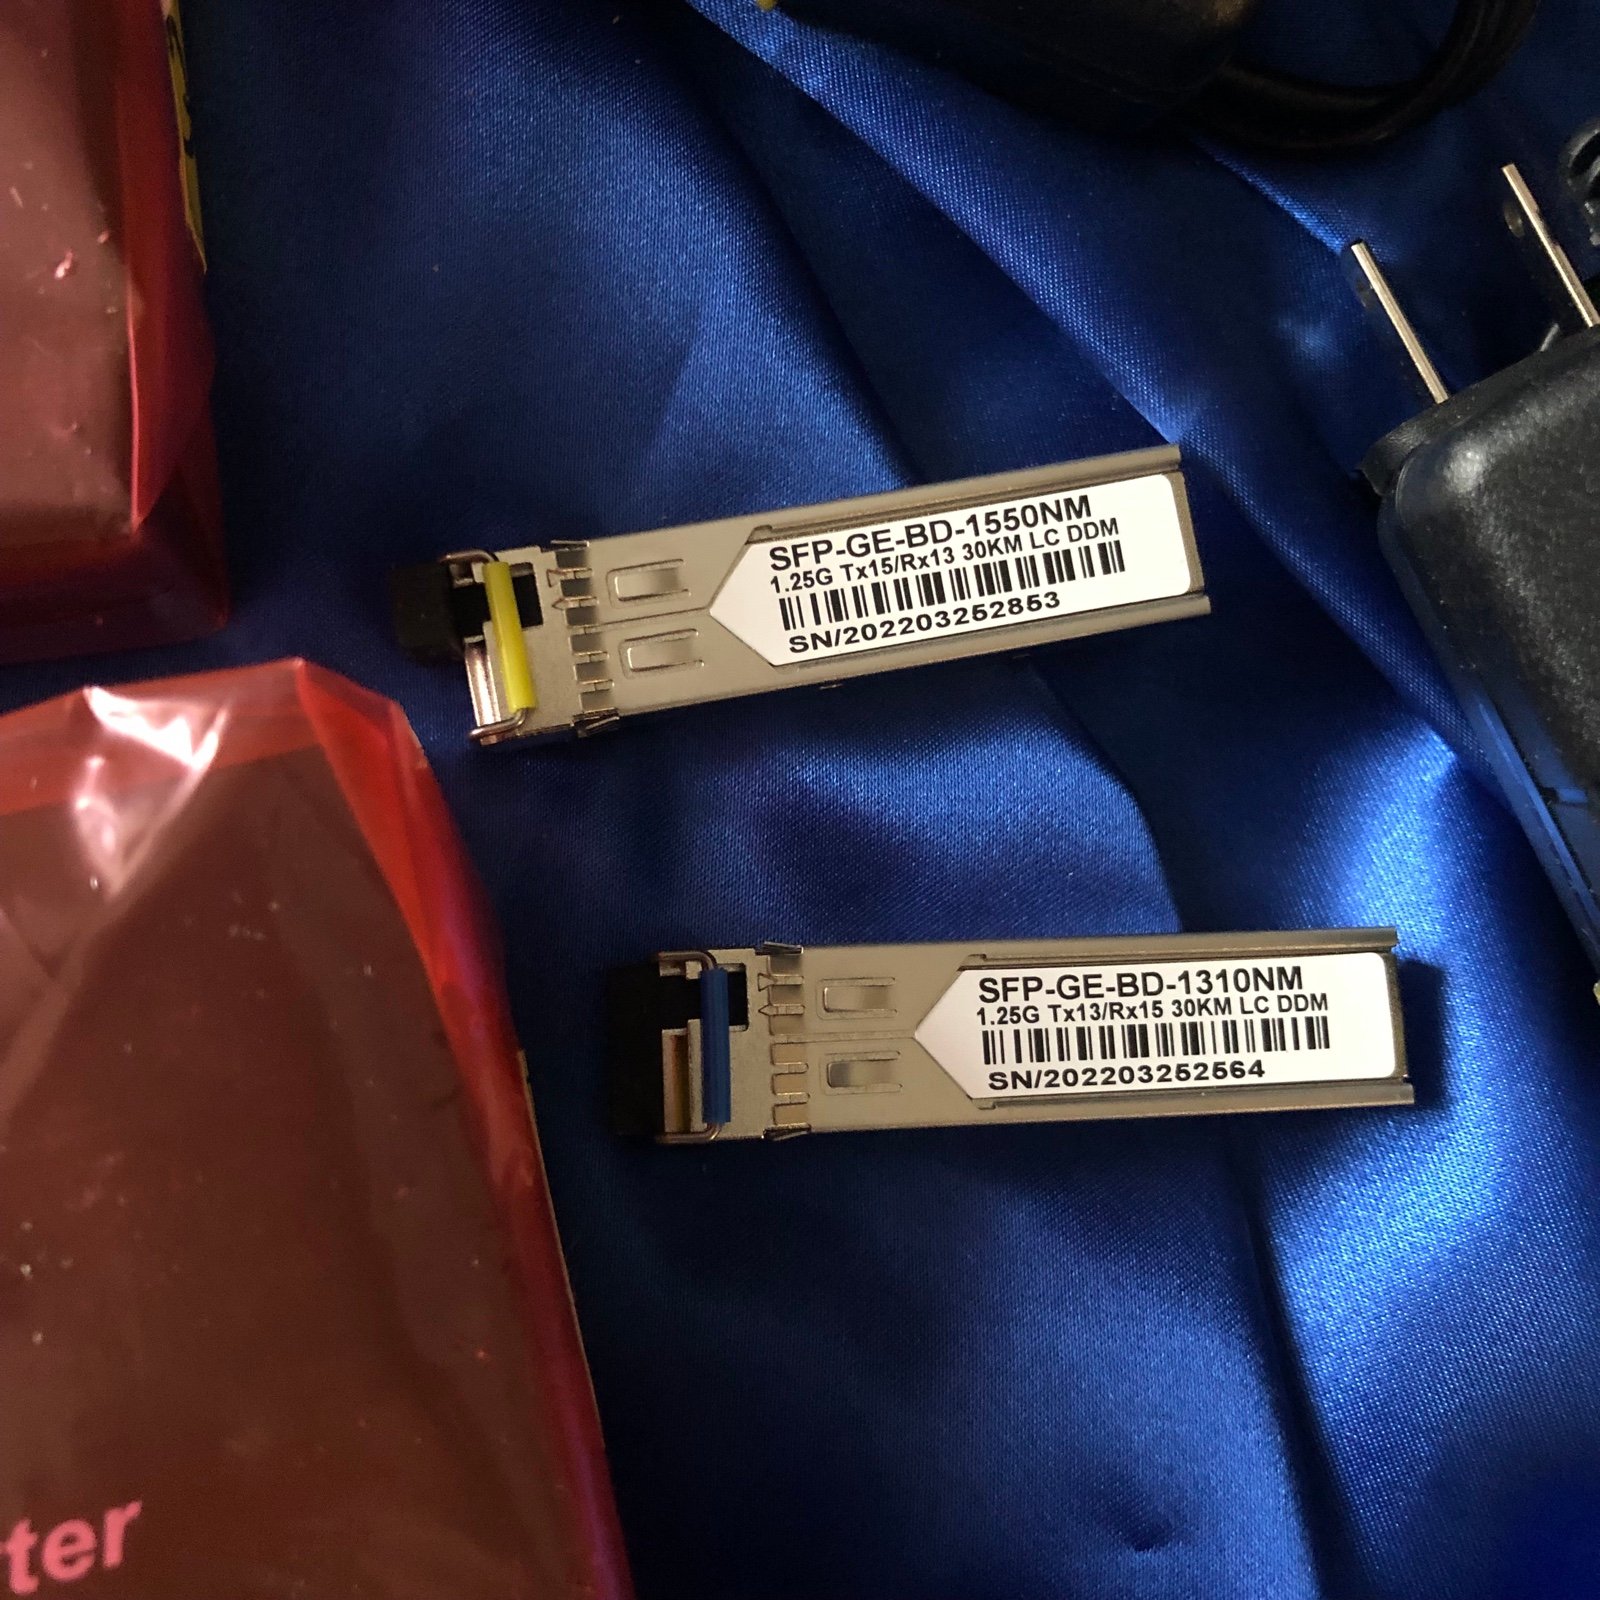 SFP-GE-BD-1550NM
1.25G Tx15/Rx13 30KM LC DDM
SN/202203252853
SFP-GE-BD-1310NM
1.25G Tx13/Rx15 30KM LC DDM
SN/202203252564
ter